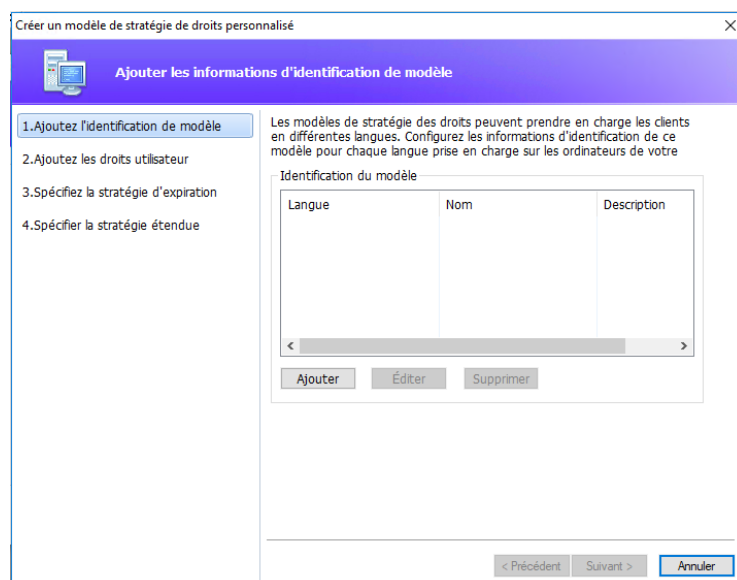 Créer un modèle de stratégie de droits personnalisé
Ajouter les informations d'identification de modèle
1.Ajoutez l'identification de modèle
2.Ajoutez les droits utilisateur
3.Spécifiez la stratégie d'expiration
4.Spécifier la stratégie étendue
Les modèles de stratégie des droits peuvent prendre en charge les clients
en différentes langues. Configurez les informations d'identification de ce
modèle pour chaque langue prise en charge sur les ordinateurs de votre
Identification du modèle
Langue Nom Description
Ajouter Éditer Supprimer
< Précédent Suivant > Annuler